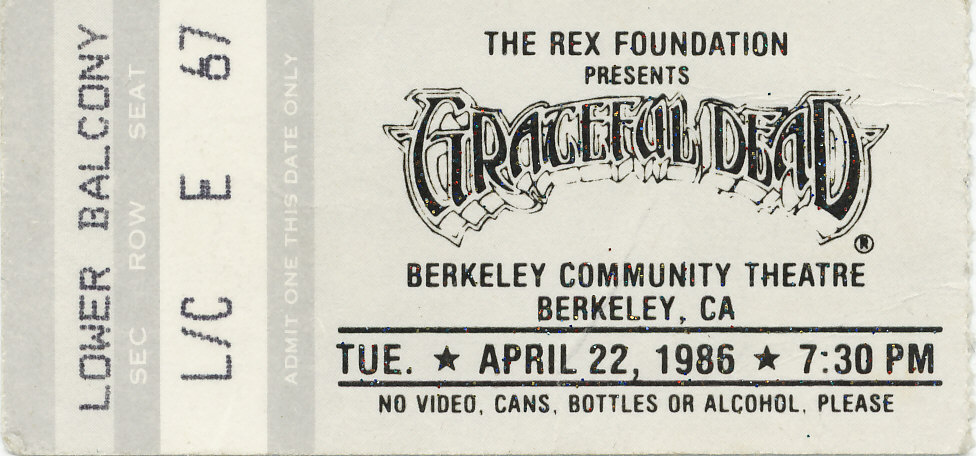 LOWER BALCONY
SEC ROW SEAT
L/C E 67
ADMIT ONE THIS DATE ONLY
THE REX FOUNDATION
PRESENTS
GRATEFUL DEAD
®
BERKELEY COMMUNITY THEATRE
BERKELEY, CA
TUE. ★ APRIL 22, 1986 ★ 7:30 PM
NO VIDEO, CANS, BOTTLES OR ALCOHOL, PLEASE